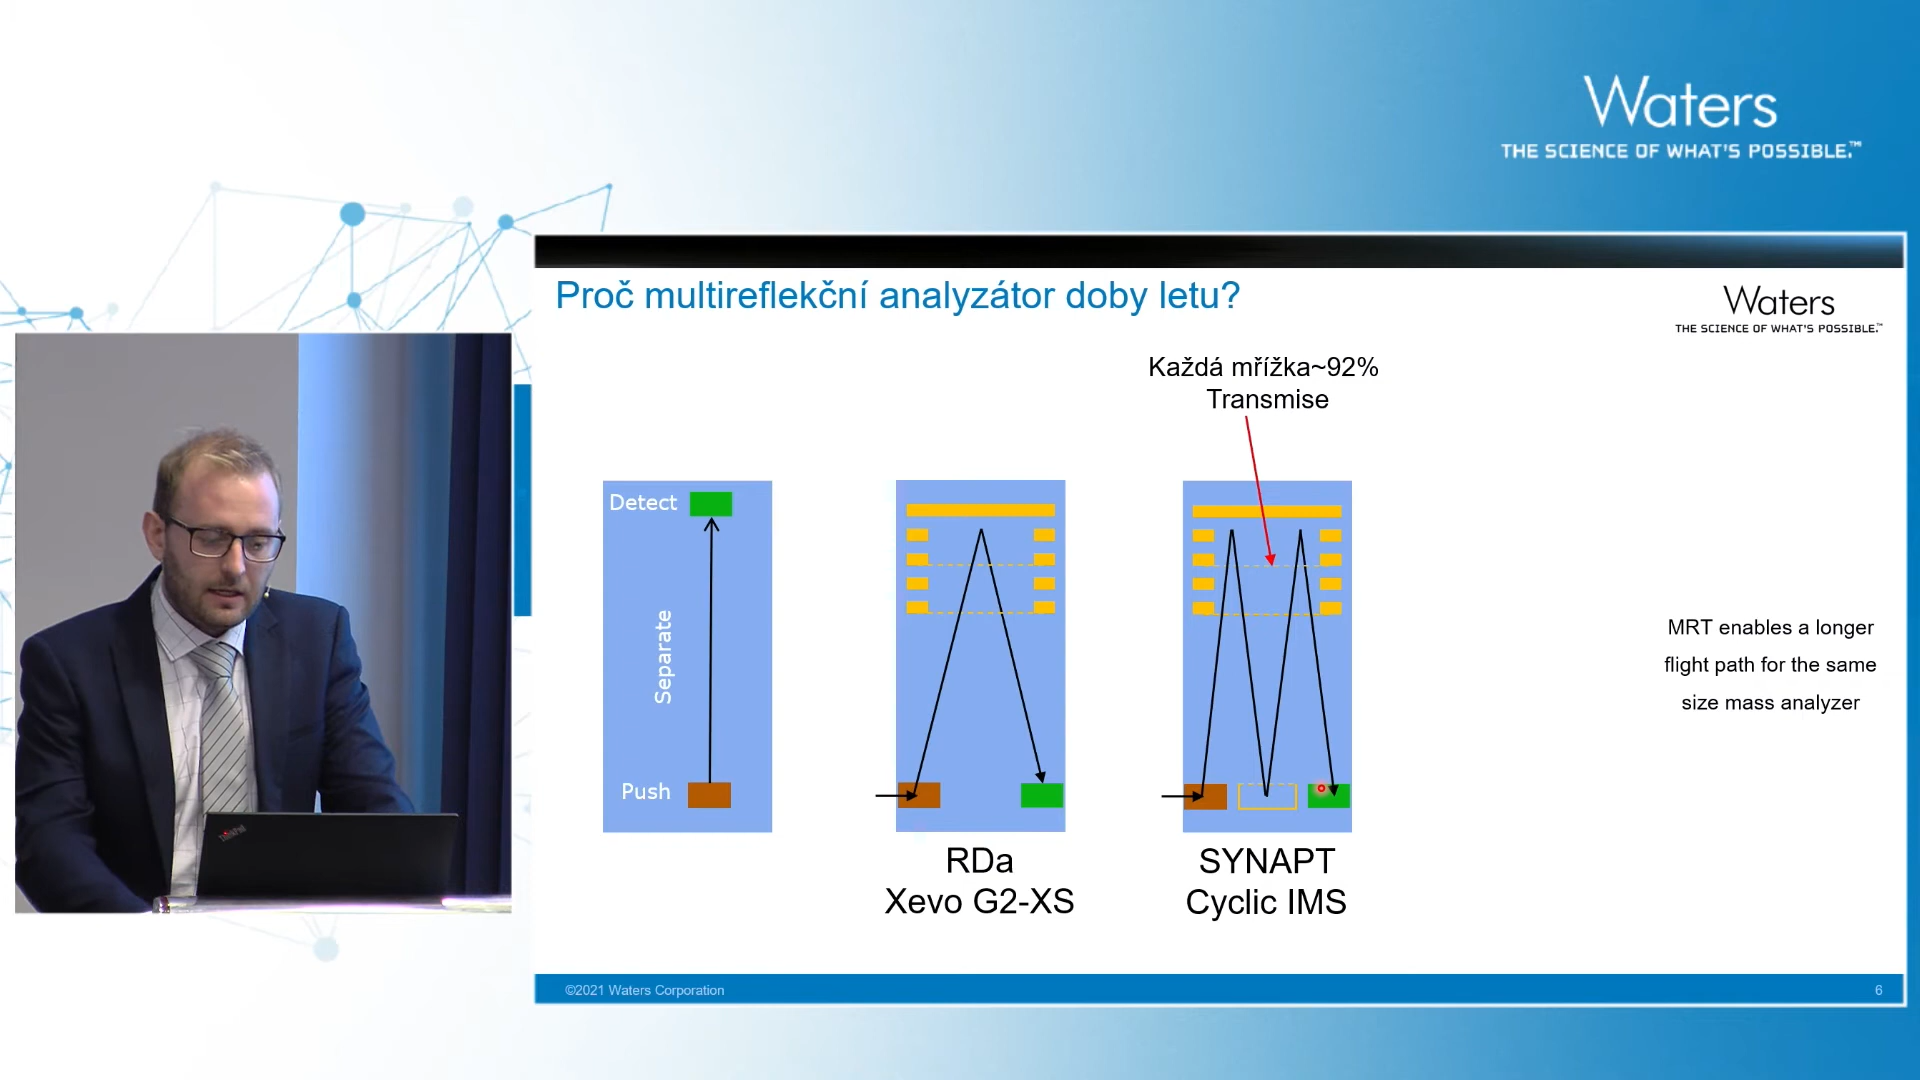 Waters
THE SCIENCE OF WHAT'S POSSIBLE.™
Proč multireflekční analyzátor doby letu?
Waters
THE SCIENCE OF WHAT'S POSSIBLE.™
Každá mřížka~92%
Transmise
Detect
Separate
Push
RDa
Xevo G2-XS
SYNAPT
Cyclic IMS
MRT enables a longer
flight path for the same
size mass analyzer
©2021 Waters Corporation
6